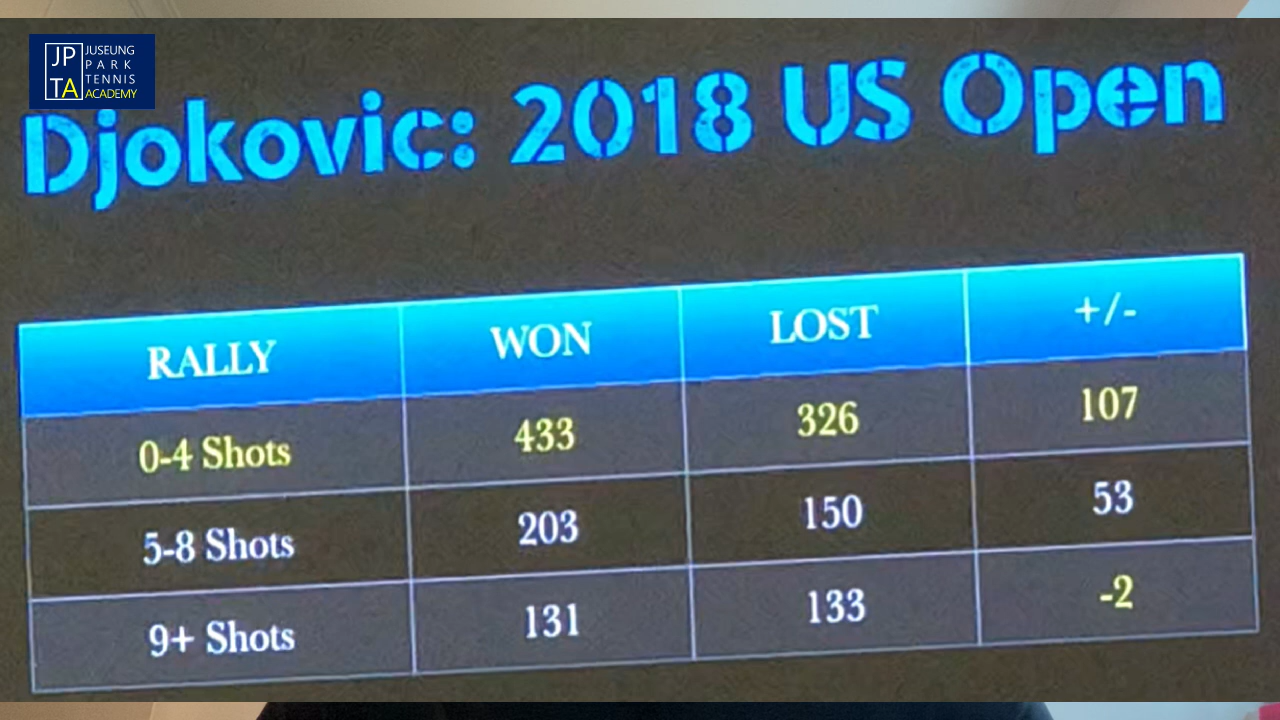 JP
TA
JUSEUNG
PARK
TENNIS
ACADEMY
Djokovic: 2018 US Open
RALLY WON LOST +/-
0-4 Shots 433 326 107
5-8 Shots 203 150 53
9+ Shots 131 133 -2